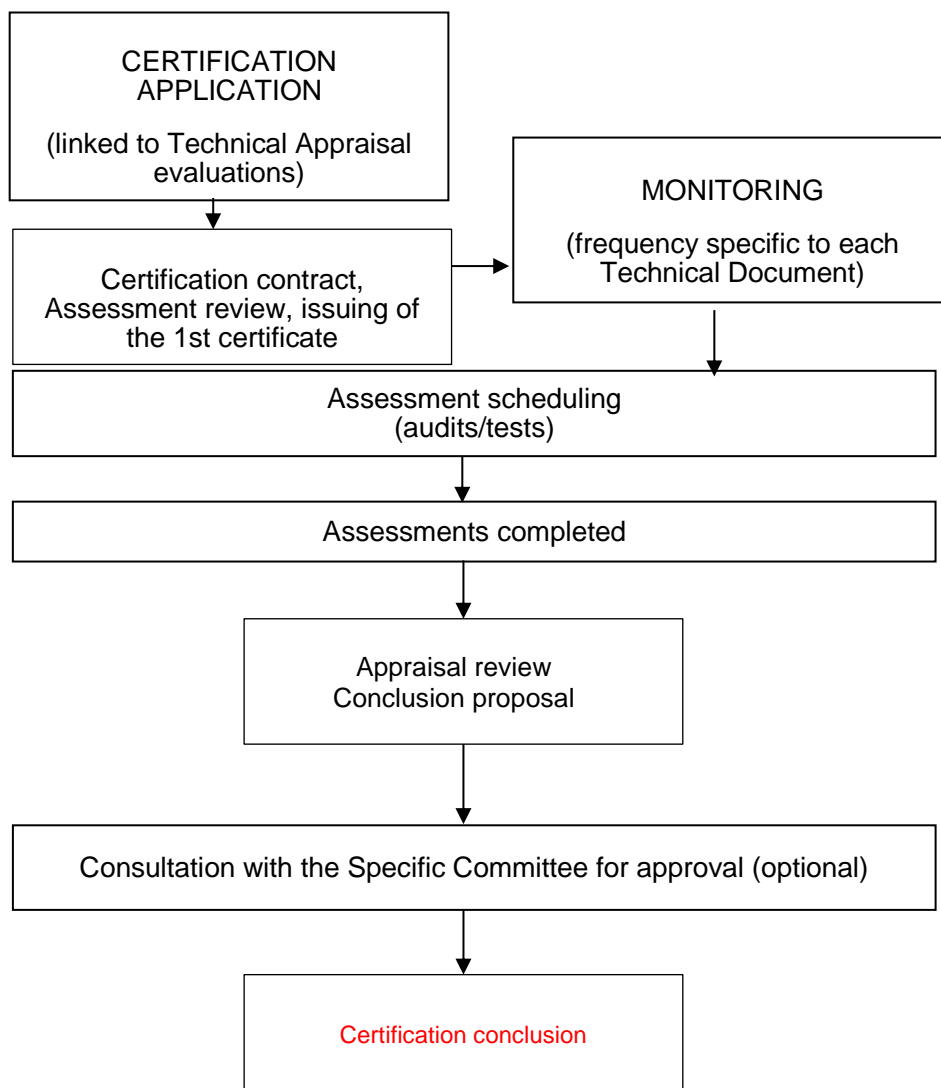 CERTIFICATION
APPLICATION
(linked to Technical Appraisal
evaluations)
MONITORING
(frequency specific to each
Technical Document)
Certification contract,
Assessment review, issuing of
the 1st certificate
Assessment scheduling
(audits/tests)
Assessments completed
Appraisal review
Conclusion proposal
Consultation with the Specific Committee for approval (optional)
Certification conclusion